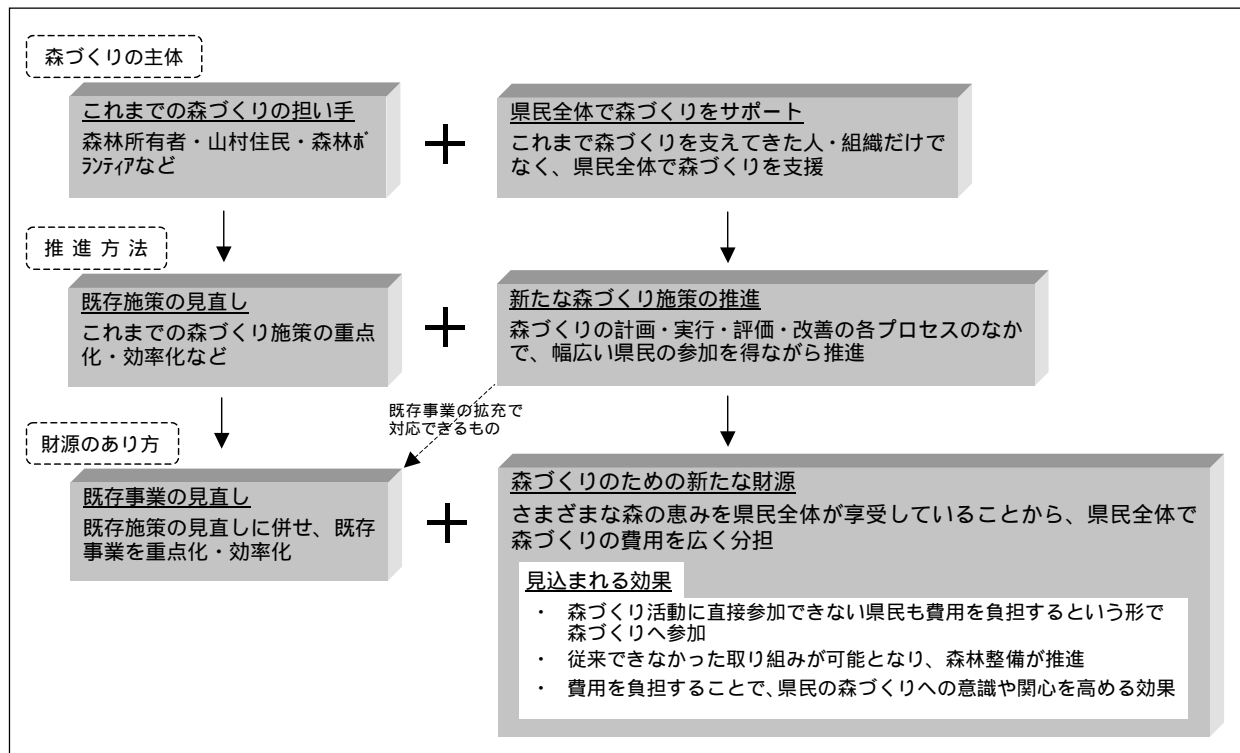 森づくりの主体
これまでの森づくりの担い手
森林所有者・山村住民・森林ﾎﾞ
ﾗﾝﾃｨｱなど
＋
県民全体で森づくりをサポート
これまで森づくりを支えてきた人・組織だけで
なく、県民全体で森づくりを支援
推 進 方 法
既存施策の見直し
これまでの森づくり施策の重点
化・効率化など
＋
新たな森づくり施策の推進
森づくりの計画・実行・評価・改善の各プロセスのなか
で、幅広い県民の参加を得ながら推進
既存事業の拡充で
対応できるもの
財源のあり方
既存事業の見直し
既存施策の見直しに併せ、既存
事業を重点化・効率化
＋
森づくりのための新たな財源
さまざまな森の恵みを県民全体が享受していることから、県民全体で
森づくりの費用を広く分担
見込まれる効果
・ 森づくり活動に直接参加できない県民も費用を負担するという形で
森づくりへ参加
・ 従来できなかった取り組みが可能となり、森林整備が推進
・ 費用を負担することで、県民の森づくりへの意識や関心を高める効果